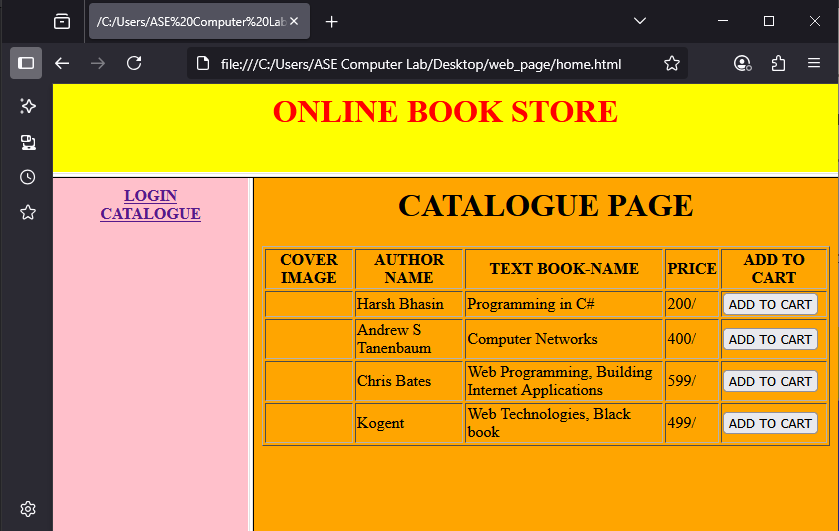 /C:/Users/ASE%20Computer%20Lab
file:///C:/Users/ASE Computer Lab/Desktop/web_page/home.html
ONLINE BOOK STORE
LOGIN
CATALOGUE
CATALOGUE PAGE
COVER IMAGE AUTHOR NAME TEXT BOOK-NAME PRICE ADD TO CART
Harsh Bhasin Programming in C# 200/ ADD TO CART
Andrew S Tanenbaum Computer Networks 400/ ADD TO CART
Chris Bates Web Programming, Building Internet Applications 599/ ADD TO CART
Kogent Web Technologies, Black book 499/ ADD TO CART